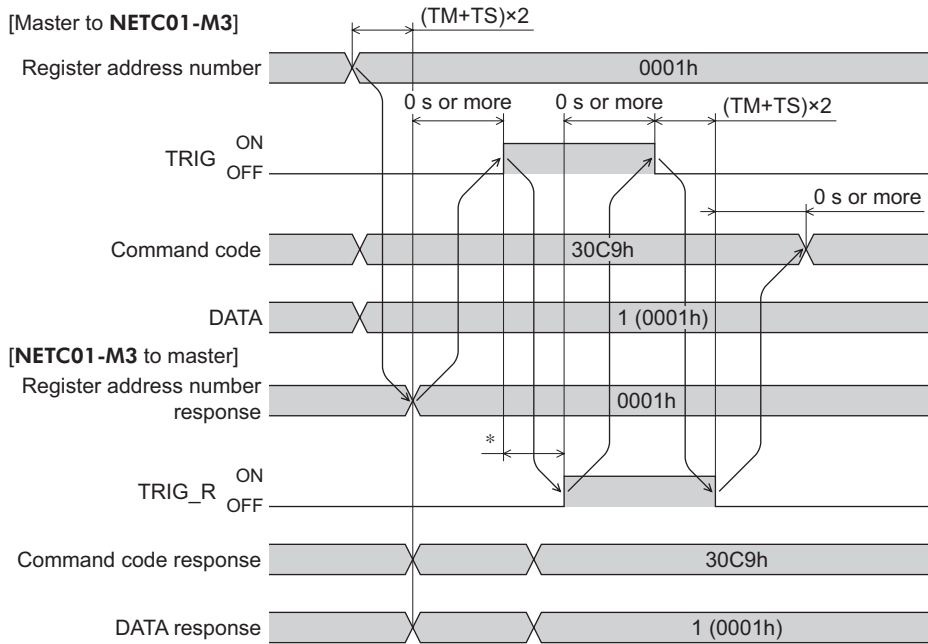 [Master to NETC01-M3]
(TM+TS)×2
Register address number
0001h
0 s or more
0 s or more
(TM+TS)×2
TRIG
ON
OFF
0 s or more
Command code
30C9h
DATA
1 (0001h)
[NETC01-M3 to master]
Register address number
response
0001h
*
TRIG_R
ON
OFF
Command code response
30C9h
DATA response
1 (0001h)